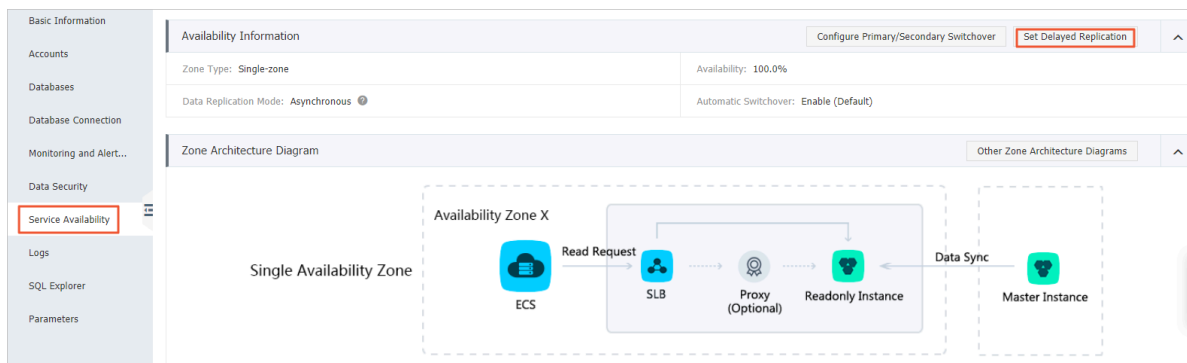 Basic Information
Accounts
Databases
Database Connection
Monitoring and Alert...
Data Security
Service Availability
Logs
SQL Explorer
Parameters
Availability Information
Configure Primary/Secondary Switchover
Set Delayed Replication
Zone Type: Single-zone
Availability: 100.0%
Data Replication Mode: Asynchronous ?
Automatic Switchover: Enable (Default)
Zone Architecture Diagram
Other Zone Architecture Diagrams
Single Availability Zone
Availability Zone X
ECS
Read Request
SLB
Proxy
(Optional)
Readonly Instance
Data Sync
Master Instance